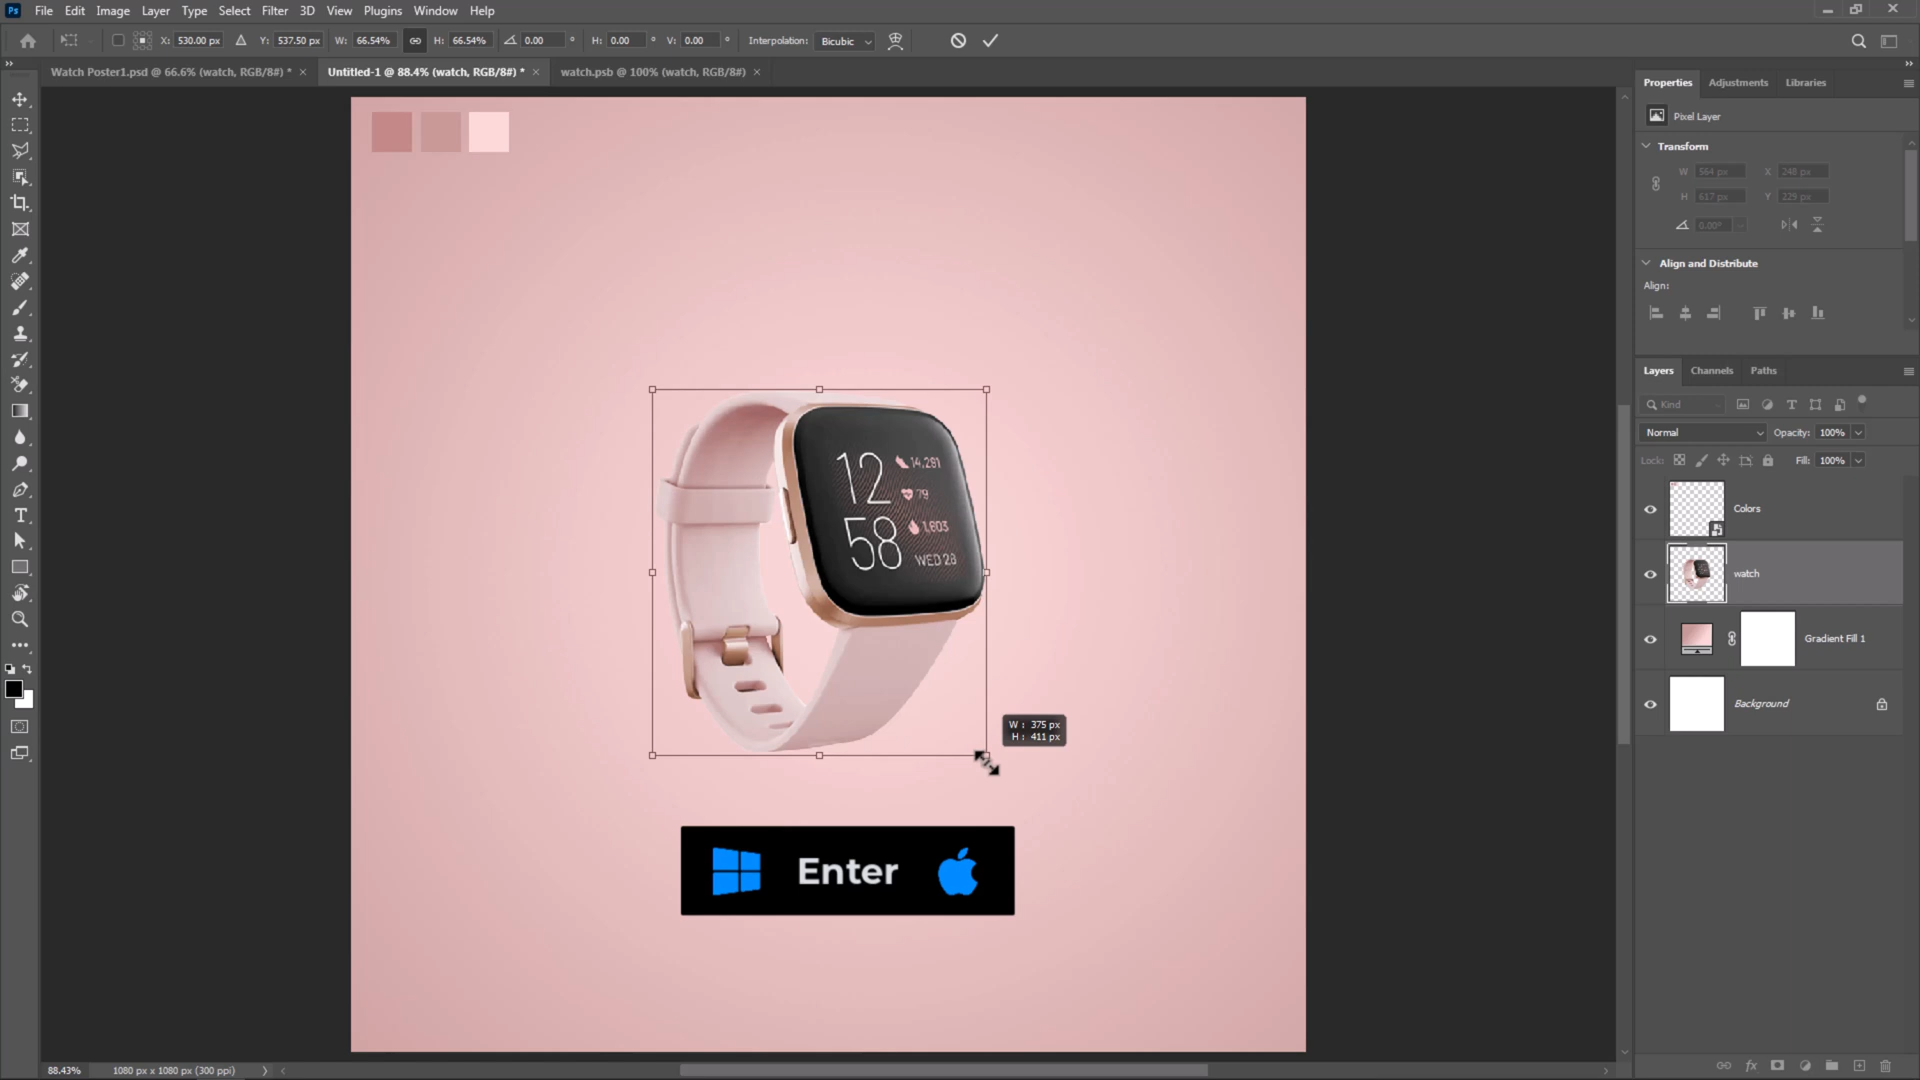 Ps File Edit Image Layer Type Select Filter 3D View Plugins Window Help
X: 530.00 px Y: 537.50 px W: 66.54% H: 66.54% 0.00 ° H: 0.00 ° V: 0.00 ° Interpolation: Bicubic
Watch Poster1.psd @ 66.6% (watch, RGB/8#) * × Untitled-1 @ 88.4% (watch, RGB/8#) * × watch.psb @ 100% (watch, RGB/8#) ×
Properties Adjustments Libraries
Pixel Layer
Transform
W 564 px X 248 px
H 617 px Y 229 px
0.00°
Align and Distribute
Align:
Layers Channels Paths
Kind
Normal Opacity: 100%
Lock: Fill: 100%
Colors
watch
Gradient Fill 1
Background
12 14,281
79
58 1,803
WED 28
W : 375 px
H : 411 px
Enter
88.43% 1080 px x 1080 px (300 ppi)